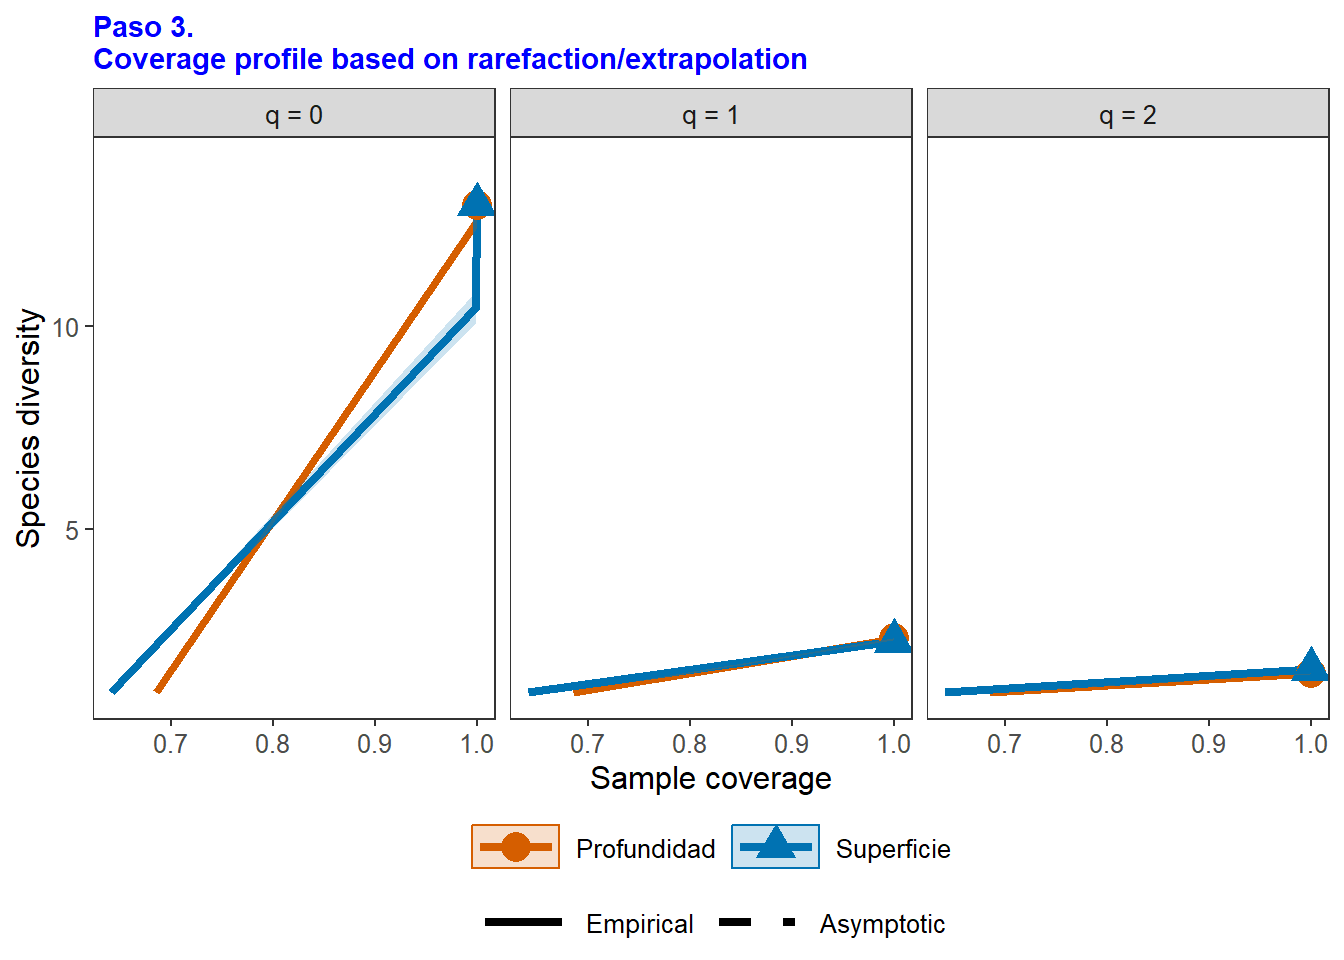 Paso 3.
Coverage profile based on rarefaction/extrapolation
q = 0
q = 1
q = 2
Species diversity
10
5
0.7 0.8 0.9 1.0
0.7 0.8 0.9 1.0
0.7 0.8 0.9 1.0
Sample coverage
Profundidad Superficie
Empirical Asymptotic